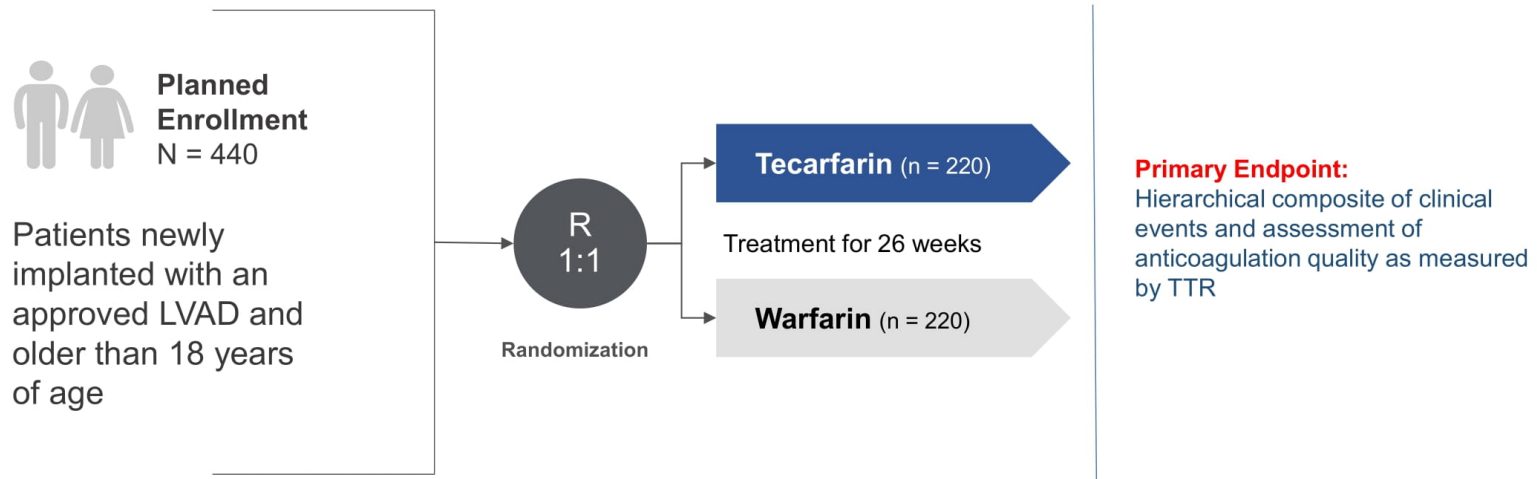 Planned
Enrollment
N = 440
Patients newly
implanted with an
approved LVAD and
older than 18 years
of age
R
1:1
Randomization
Tecarfarin (n = 220)
Treatment for 26 weeks
Warfarin (n = 220)
Primary Endpoint:
Hierarchical composite of clinical
events and assessment of
anticoagulation quality as measured
by TTR